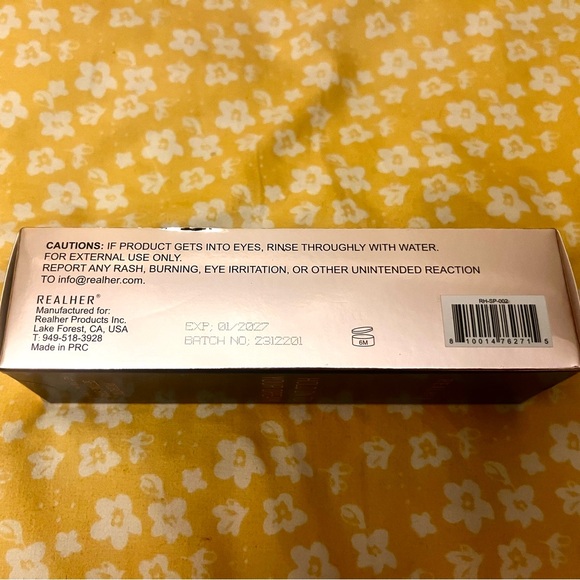 CAUTIONS: IF PRODUCT GETS INTO EYES, RINSE THROUGHLY WITH WATER.
FOR EXTERNAL USE ONLY.
REPORT ANY RASH, BURNING, EYE IRRITATION, OR OTHER UNINTENDED REACTION
TO info@realher.com.
REALHER®
Manufactured for:
Realher Products Inc.
Lake Forest, CA, USA
T: 949-518-3928
Made in PRC
EXP; 01/2027
BATCH NO; 2312201
6M
RH-SP-002-
8 10014 76271 5